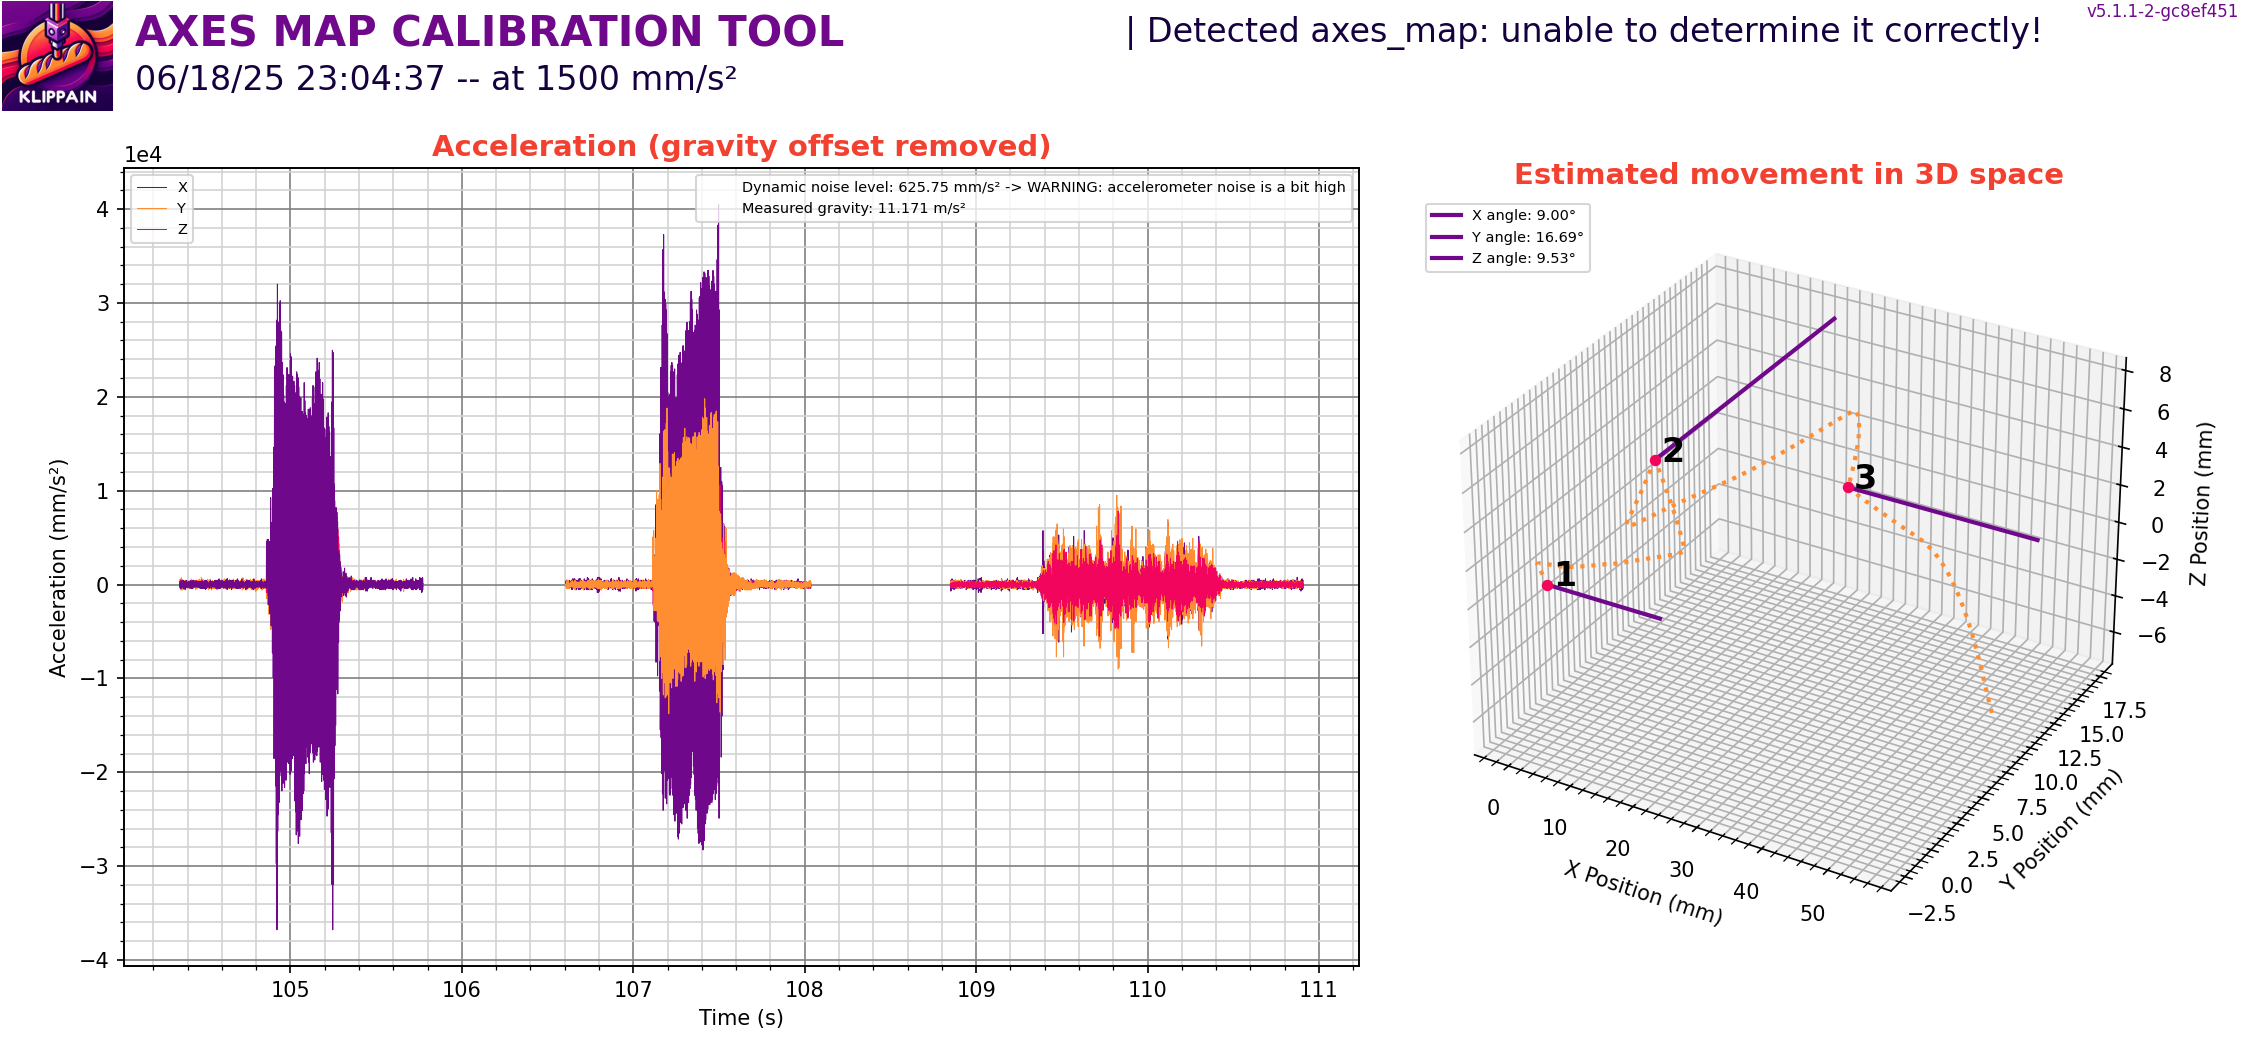 AXES MAP CALIBRATION TOOL
| Detected axes_map: unable to determine it correctly!
v5.1.1-2-gc8ef451
06/18/25 23:04:37 -- at 1500 mm/s²
KLIPPAIN
Acceleration (gravity offset removed)
1e4
X
Y
Z
Dynamic noise level: 625.75 mm/s² -> WARNING: accelerometer noise is a bit high
Measured gravity: 11.171 m/s²
4
3
2
1
0
−1
−2
−3
−4
Acceleration (mm/s²)
105
106
107
108
109
110
111
Time (s)
Estimated movement in 3D space
X angle: 9.00°
Y angle: 16.69°
Z angle: 9.53°
1
2
3
8
6
4
2
0
−2
−4
−6
Z Position (mm)
17.5
15.0
12.5
10.0
7.5
5.0
2.5
0.0
−2.5
Y Position (mm)
0
10
20
30
40
50
X Position (mm)